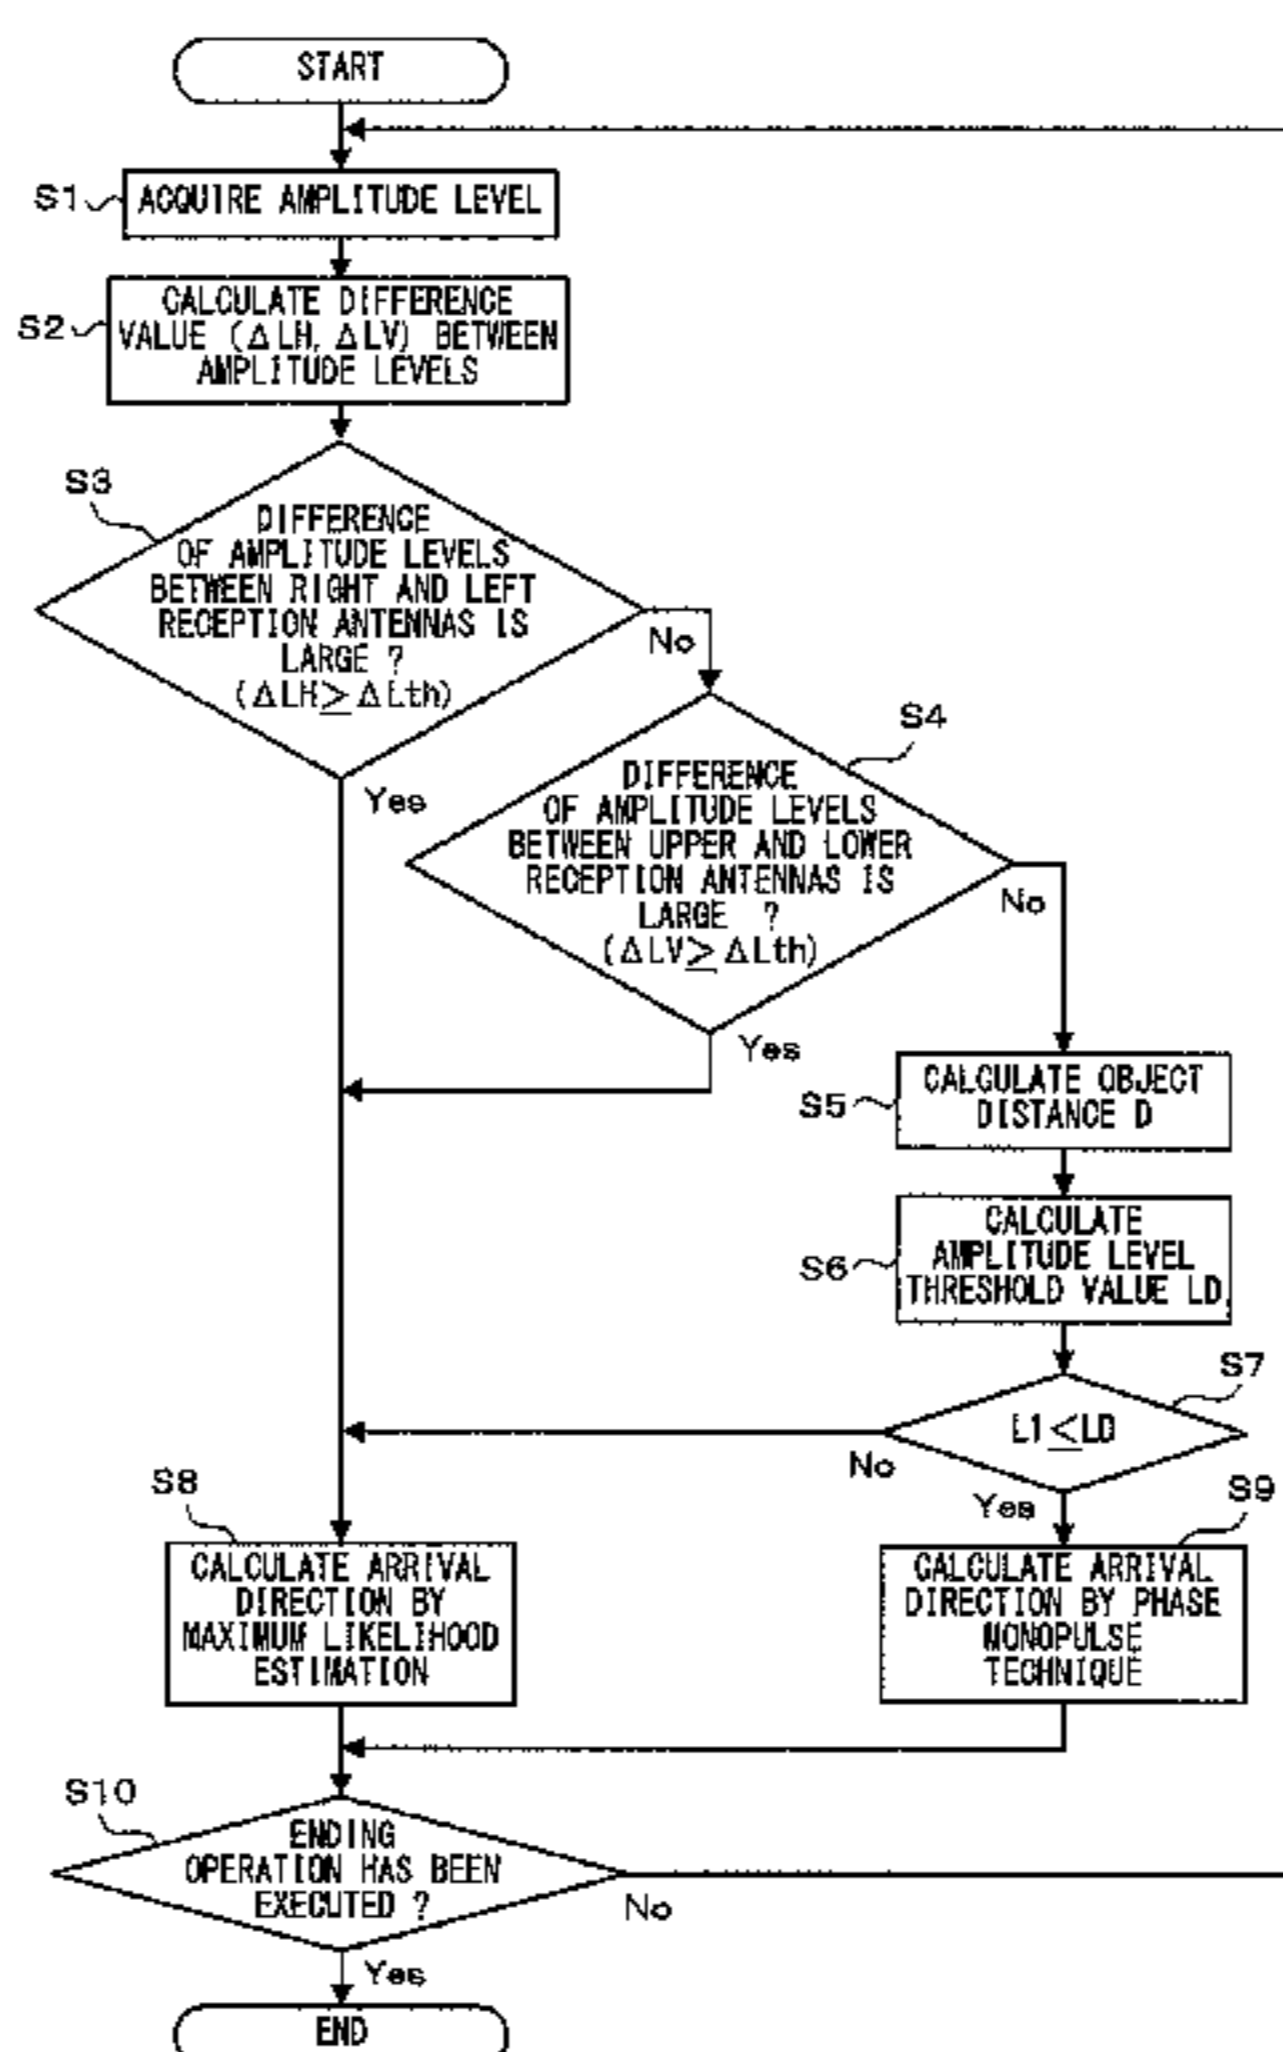 START
S1
ACQUIRE AMPLITUDE LEVEL
S2
CALCULATE DIFFERENCE
VALUE (ΔLH, ΔLV) BETWEEN
AMPLITUDE LEVELS
S3
DIFFERENCE
OF AMPLITUDE LEVELS
BETWEEN RIGHT AND LEFT
RECEPTION ANTENNAS IS
LARGE ?
(ΔLH≥ΔLth)
No
Yes
S4
DIFFERENCE
OF AMPLITUDE LEVELS
BETWEEN UPPER AND LOWER
RECEPTION ANTENNAS IS
LARGE ?
(ΔLV≥ΔLth)
No
Yes
S5
CALCULATE OBJECT
DISTANCE D
S6
CALCULATE
AMPLITUDE LEVEL
THRESHOLD VALUE LD
S7
L1≤LD
No
Yes
S8
CALCULATE ARRIVAL
DIRECTION BY
MAXIMUM LIKELIHOOD
ESTIMATION
S9
CALCULATE ARRIVAL
DIRECTION BY PHASE
MONOPULSE
TECHNIQUE
S10
ENDING
OPERATION HAS BEEN
EXECUTED ?
No
Yes
END